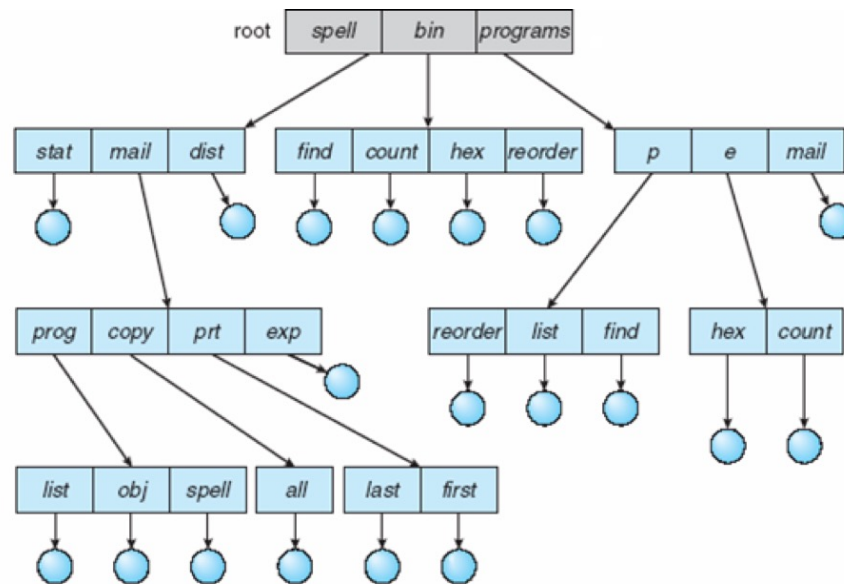 root spell bin programs
stat mail dist find count hex reorder p e mail
prog copy prt exp reorder list find hex count
list obj spell all last first